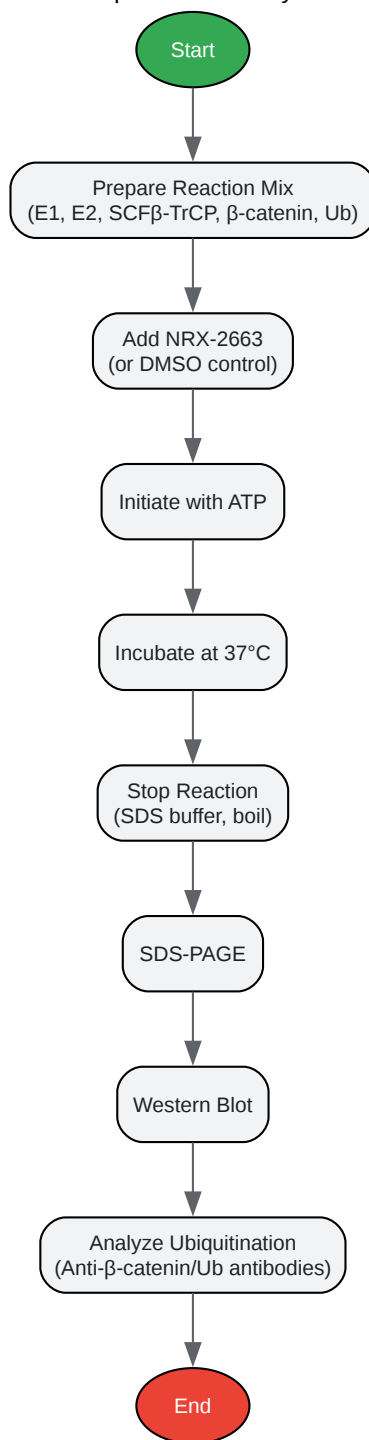 Start
Prepare Reaction Mix
(E1, E2, SCFβ-TrCP, β-catenin, Ub)
Add NRX-2663
(or DMSO control)
Initiate with ATP
Incubate at 37°C
Stop Reaction
(SDS buffer, boil)
SDS-PAGE
Western Blot
Analyze Ubiquitination
(Anti-β-catenin/Ub antibodies)
End